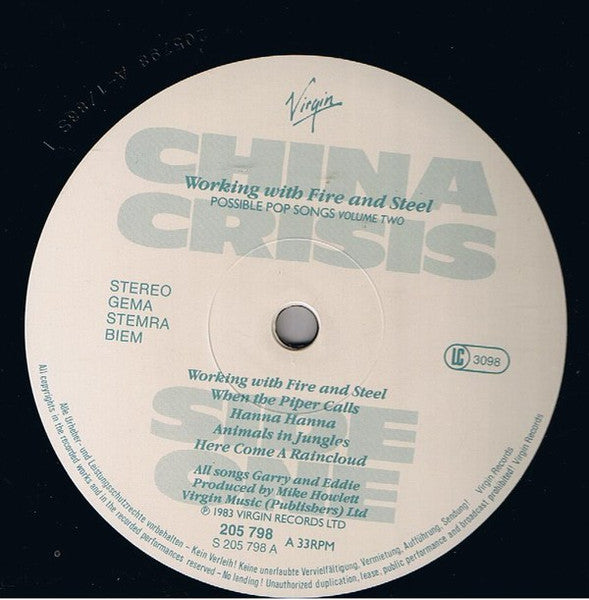 205798 A-1/83S
Virgin
CHINA
CRISIS
Working with Fire and Steel
POSSIBLE POP SONGS VOLUME TWO
STEREO
GEMA
STEMRA
BIEM
LC 3098
SIDE
ONE
Working with Fire and Steel
When the Piper Calls
Hanna Hanna
Animals in Jungles
Here Come A Raincloud
All songs Garry and Eddie
Produced by Mike Howlett
Virgin Music (Publishers) Ltd
℗ 1983 VIRGIN RECORDS LTD
205 798 A 33RPM
S 205 798 A
Alle Urheber- und Leistungsschutzrechte vorbehalten – Kein Verleih! Keine unerlaubte Vervielfältigung, Vermietung, Aufführung, Sendung! Virgin Records
All copyrights in the recorded works and in the recorded performances reserved – No lending! Unauthorized duplication, lease, public performance and broadcast prohibited! Virgin Records